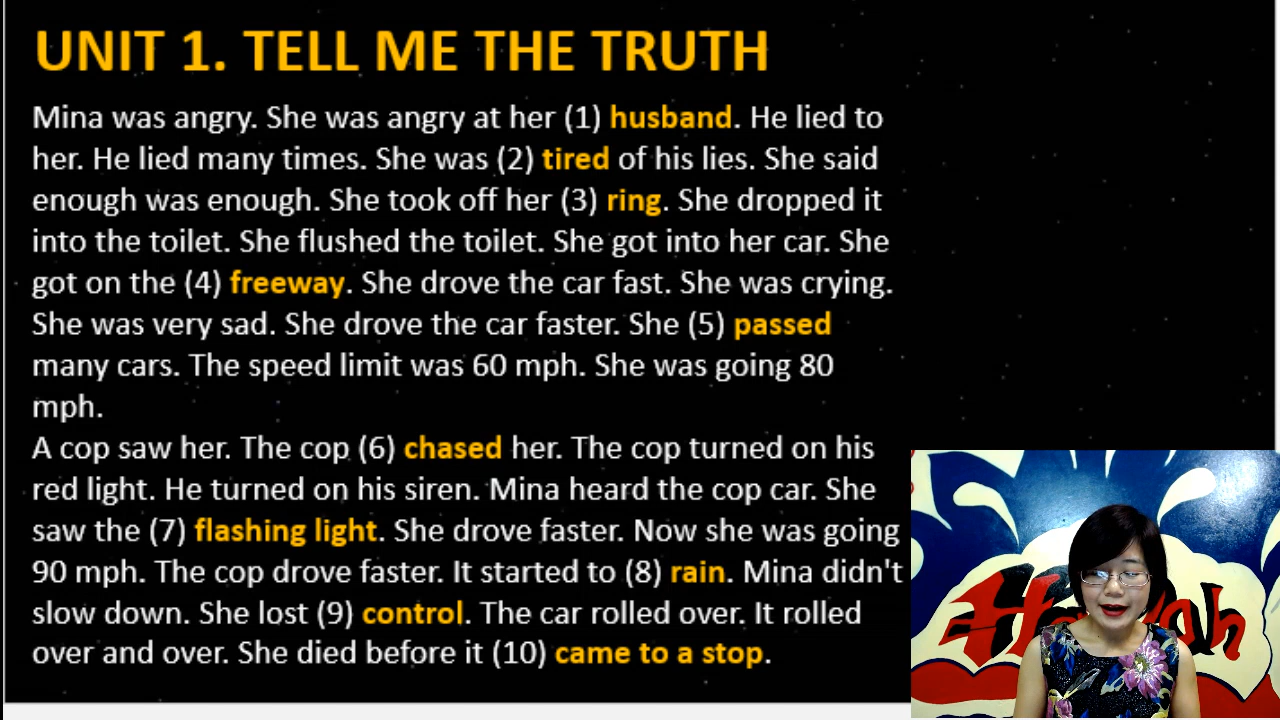 UNIT 1. TELL ME THE TRUTH
Mina was angry. She was angry at her (1) husband. He lied to
her. He lied many times. She was (2) tired of his lies. She said
enough was enough. She took off her (3) ring. She dropped it
into the toilet. She flushed the toilet. She got into her car. She
got on the (4) freeway. She drove the car fast. She was crying.
She was very sad. She drove the car faster. She (5) passed
many cars. The speed limit was 60 mph. She was going 80
mph.
A cop saw her. The cop (6) chased her. The cop turned on his
red light. He turned on his siren. Mina heard the cop car. She
saw the (7) flashing light. She drove faster. Now she was going
90 mph. The cop drove faster. It started to (8) rain. Mina didn't
slow down. She lost (9) control. The car rolled over. It rolled
over and over. She died before it (10) came to a stop.